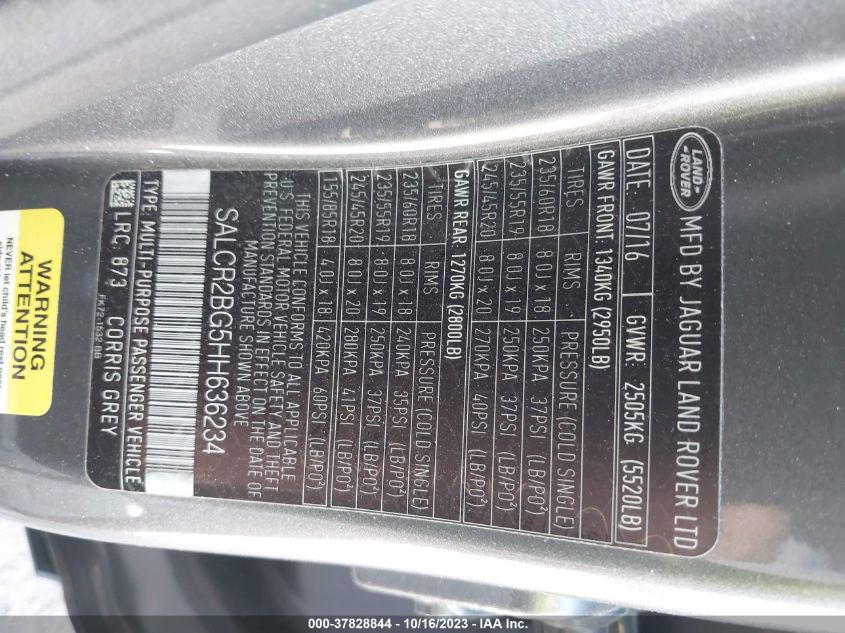 LAND
ROVER
MFD BY JAGUAR LAND ROVER LTD
DATE: 07/16 GVWR: 2505KG (5520LB)
GAWR FRONT: 1340KG (2950LB)
TIRES RIMS PRESSURE (COLD SINGLE)
235/60R18 8.0J x 18 250KPA 37PSI (LB/PO²)
235/55R19 8.0J x 19 250KPA 37PSI (LB/PO²)
245/45R20 8.0J x 20 270KPA 40PSI (LB/PO²)
GAWR REAR: 1270KG (2800LB)
TIRES RIMS PRESSURE (COLD SINGLE)
235/60R18 8.0J x 18 240KPA 35PSI (LB/PO²)
235/55R19 8.0J x 19 250KPA 37PSI (LB/PO²)
245/45R20 8.0J x 20 280KPA 41PSI (LB/PO²)
155/85R18 4.0J x 18 420KPA 60PSI (LB/PO²)
THIS VEHICLE CONFORMS TO ALL APPLICABLE
U.S FEDERAL MOTOR VEHICLE SAFETY AND THEFT
PREVENTION STANDARDS IN EFFECT ON THE DATE OF
MANUFACTURE SHOWN ABOVE
SALCR2BG5HH636234
TYPE: MULTI-PURPOSE PASSENGER VEHICLE
LRC: 873 CORRIS GREY
WARNING
ATTENTION
NEVER let child's head rest near
000-37828844 / 10/16/2023 - IAA Inc.